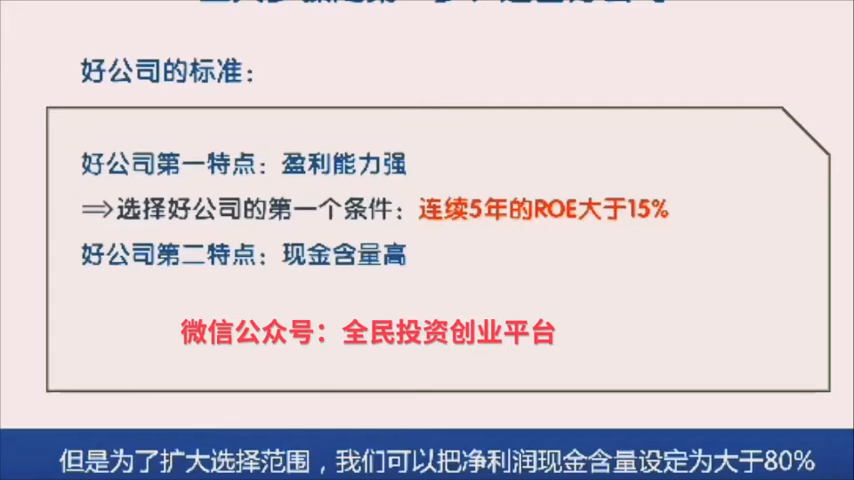 好公司的标准：
好公司第一特点：盈利能力强
⇒选择好公司的第一个条件：连续5年的ROE大于15%
好公司第二特点：现金含量高
微信公众号：全民投资创业平台
但是为了扩大选择范围，我们可以把净利润现金含量设定为大于80%